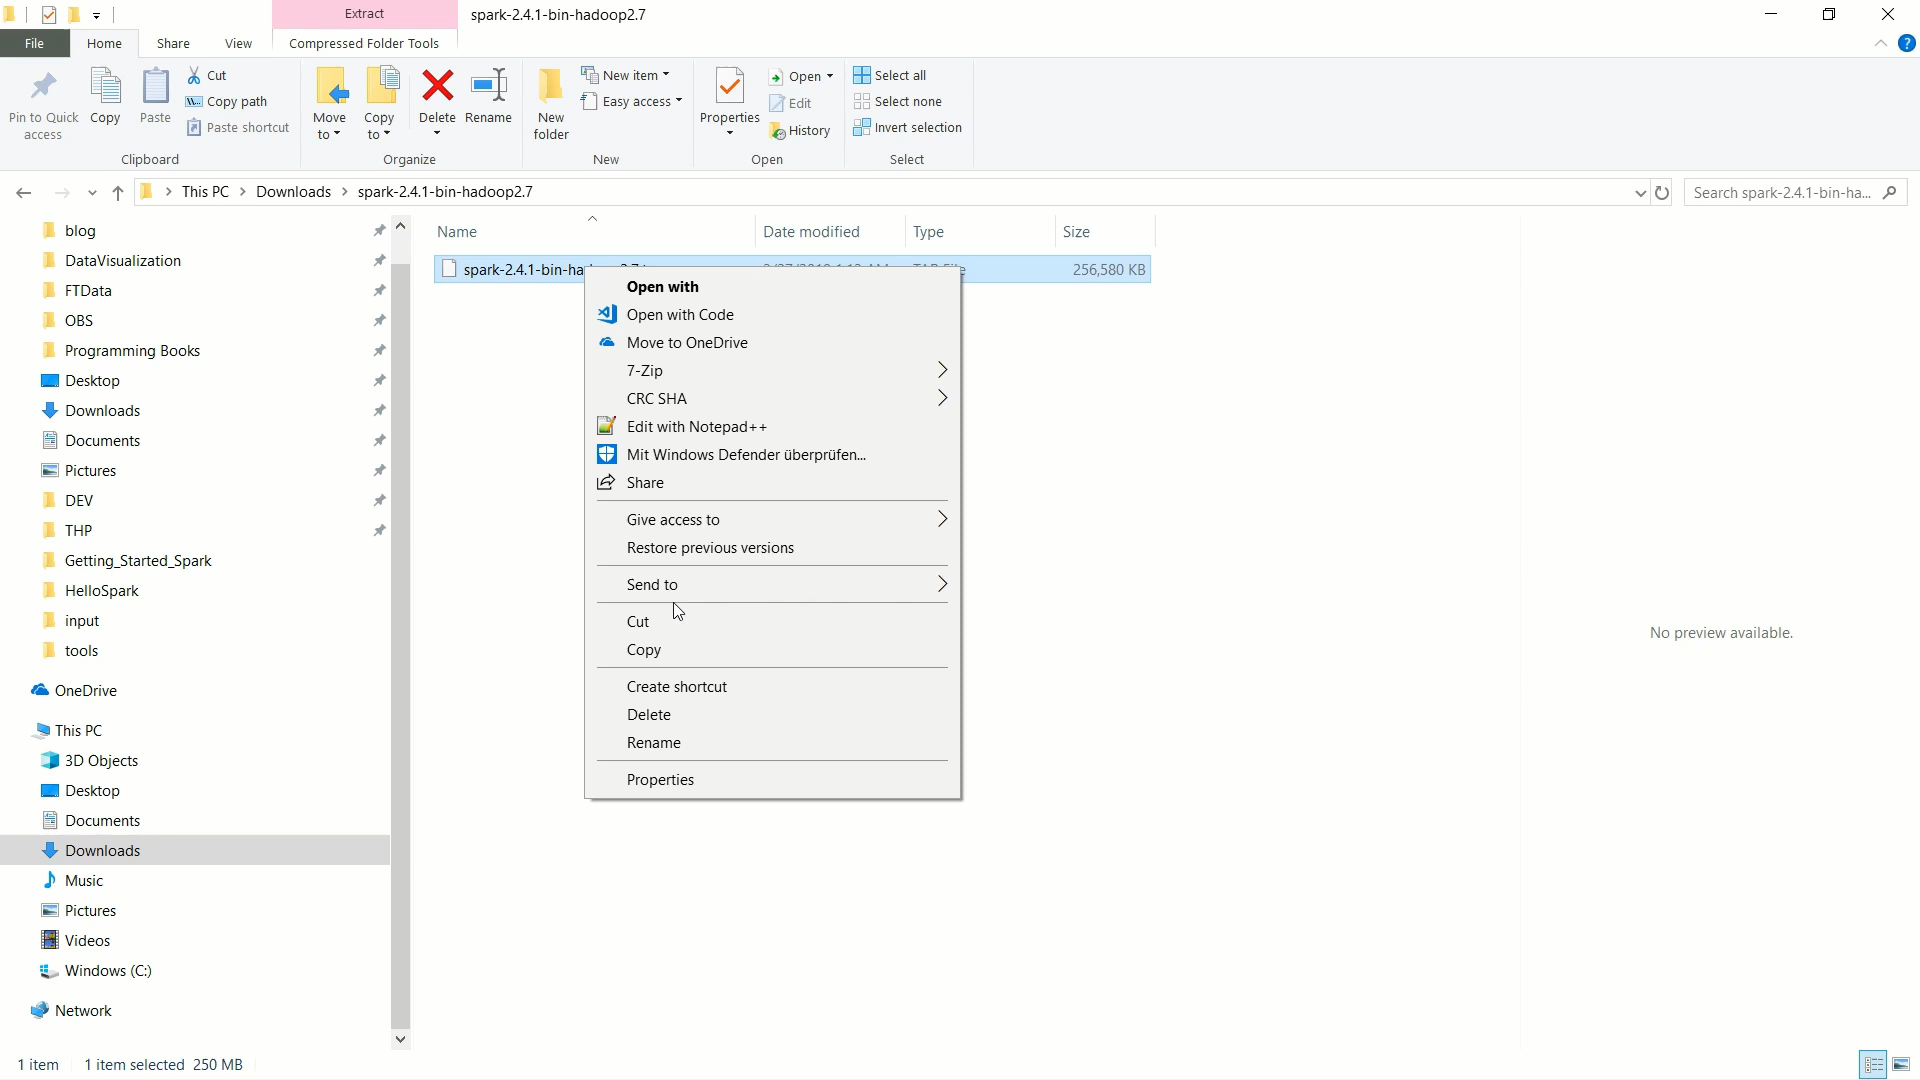 Extract
spark-2.4.1-bin-hadoop2.7
File
Home
Share
View
Compressed Folder Tools
Pin to Quick access
Copy
Paste
Cut
Copy path
Paste shortcut
Clipboard
Move to
Copy to
Delete
Rename
Organize
New folder
New item
Easy access
New
Properties
Open
Edit
History
Open
Select all
Select none
Invert selection
Select
This PC > Downloads > spark-2.4.1-bin-hadoop2.7
Search spark-2.4.1-bin-ha...
blog
DataVisualization
FTData
OBS
Programming Books
Desktop
Downloads
Documents
Pictures
DEV
THP
Getting_Started_Spark
HelloSpark
input
tools
OneDrive
This PC
3D Objects
Desktop
Documents
Downloads
Music
Pictures
Videos
Windows (C:)
Network
Name
Date modified
Type
Size
spark-2.4.1-bin-ha
256,580 KB
Open with
Open with Code
Move to OneDrive
7-Zip
CRC SHA
Edit with Notepad++
Mit Windows Defender überprüfen...
Share
Give access to
Restore previous versions
Send to
Cut
Copy
Create shortcut
Delete
Rename
Properties
No preview available.
1 item
1 item selected 250 MB